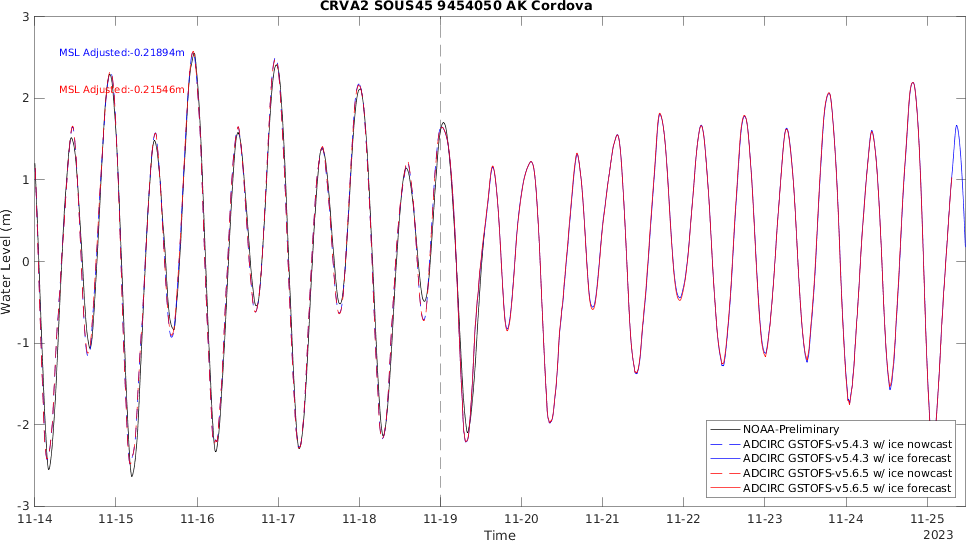 CRVA2 SOUS45 9454050 AK Cordova
3
2
1
0
-1
-2
-3
Water Level (m)
MSL Adjusted:-0.21894m
MSL Adjusted:-0.21546m
NOAA-Preliminary
ADCIRC GSTOFS-v5.4.3 w/ ice nowcast
ADCIRC GSTOFS-v5.4.3 w/ ice forecast
ADCIRC GSTOFS-v5.6.5 w/ ice nowcast
ADCIRC GSTOFS-v5.6.5 w/ ice forecast
11-14 11-15 11-16 11-17 11-18 11-19 11-20 11-21 11-22 11-23 11-24 11-25
Time
2023